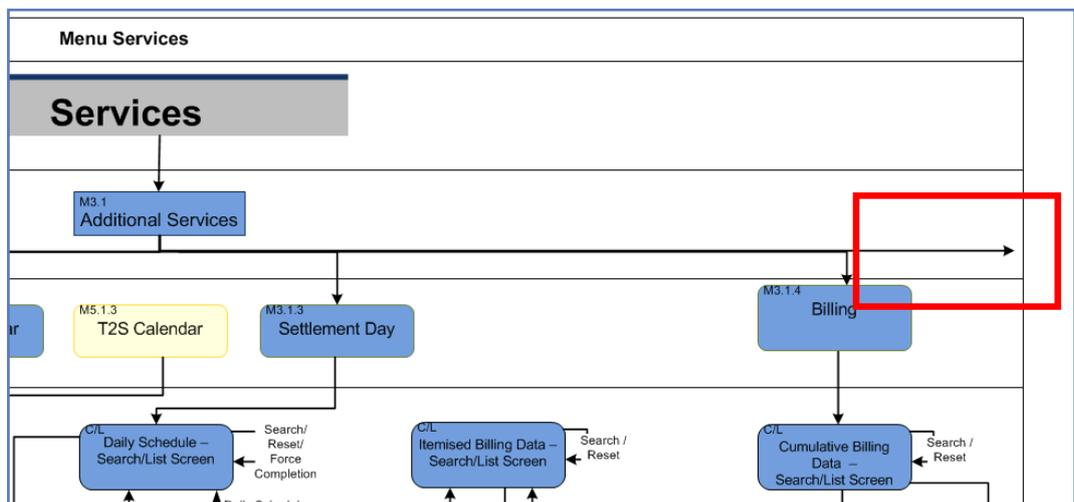 Menu Services
Services
M3.1
Additional Services
M5.1.3
T2S Calendar
M3.1.3
Settlement Day
M3.1.4
Billing
C/L
Daily Schedule –
Search/List Screen
Search/
Reset/
Force
Completion
C/L
Itemised Billing Data –
Search/List Screen
Search /
Reset
C/L
Cumulative Billing
Data –
Search/List Screen
Search /
Reset